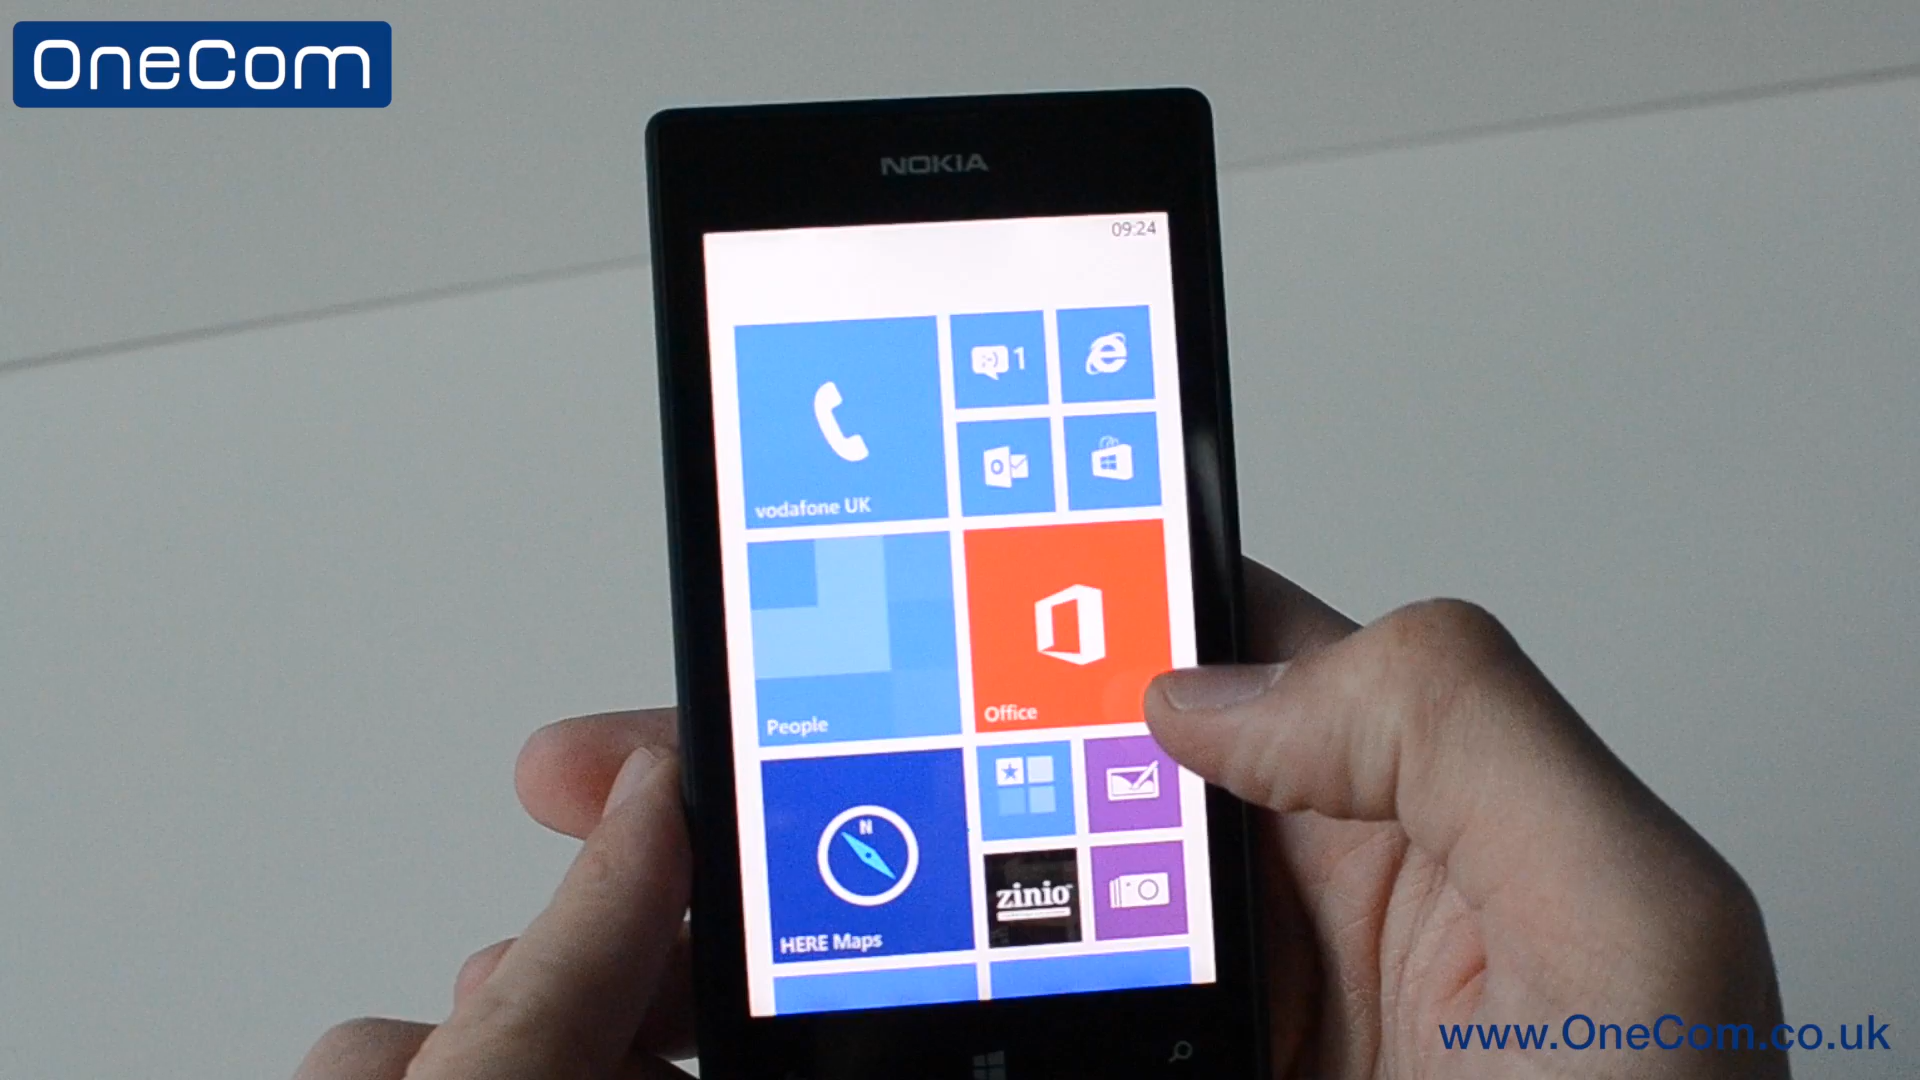 OneCom
NOKIA
09:24
1
vodafone UK
People
Office
N
HERE Maps
zinio
www.OneCom.co.uk